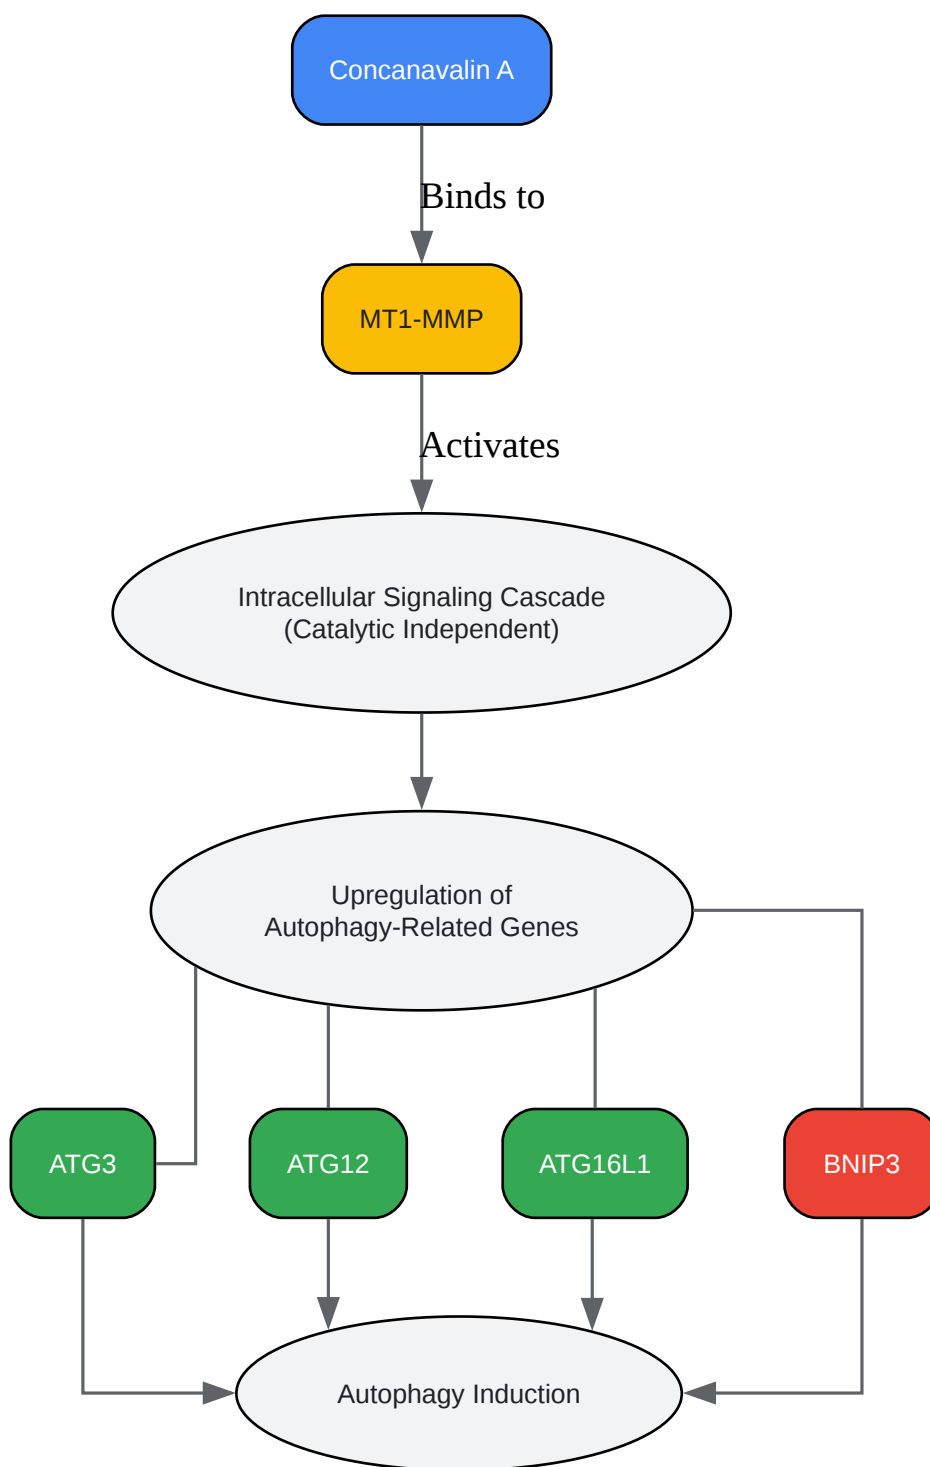 Concanavalin A
Binds to
MT1-MMP
Activates
Intracellular Signaling Cascade
(Catalytic Independent)
Upregulation of
Autophagy-Related Genes
ATG3
ATG12
ATG16L1
BNIP3
Autophagy Induction